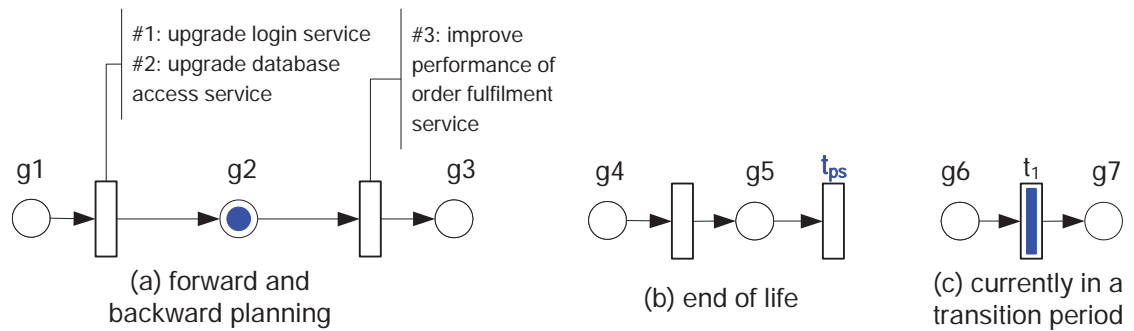 #1: upgrade login service
#2: upgrade database
access service
#3: improve
performance of
order fulfilment
service
g1
g2
g3
(a) forward and
backward planning
g4
g5
tps
(b) end of life
g6
t1
g7
(c) currently in a
transition period